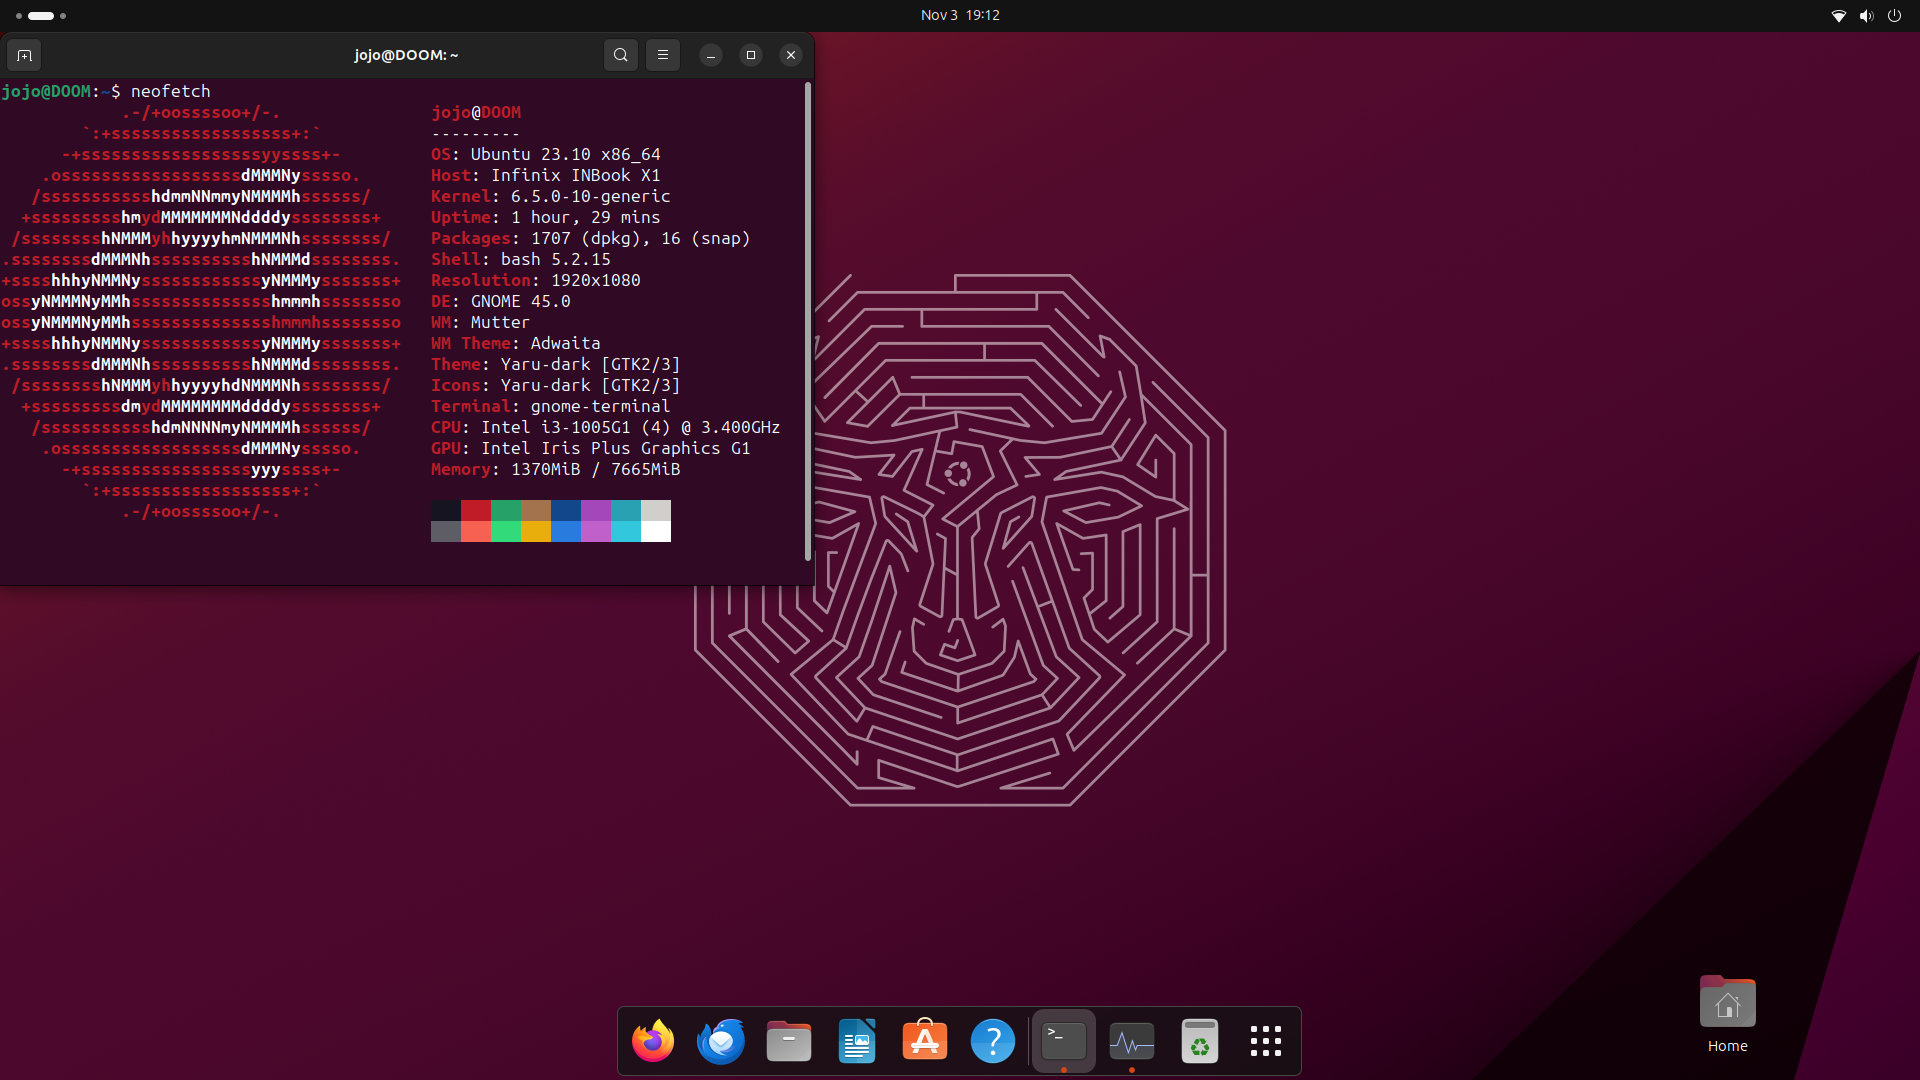 Nov 3 19:12
jojo@DOOM: ~
jojo@DOOM:~$ neofetch
.-/+oossssoo+/-.
`:+ssssssssssssssssss+:`
-+ssssssssssssssssssyyssss+-
.ossssssssssssssssssdMMMNysssso.
/ssssssssssshdmmNNmmyNMMMMhssssss/
+ssssssssshmydMMMMMMMNddddyssssssss+
/sssssssshNMMMyhhyyyyhmNMMMNhssssssss/
.ssssssssdMMMNhsssssssssshNMMMdssssssss.
+sssshhhyNMMNyssssssssssssyNMMMysssssss+
ossyNMMMNyMMhsssssssssssssshmmmhssssssso
ossyNMMMNyMMhsssssssssssssshmmmhssssssso
+sssshhhyNMMNyssssssssssssyNMMMysssssss+
.ssssssssdMMMNhsssssssssshNMMMdssssssss.
/sssssssshNMMMyhhyyyyhdNMMMNhssssssss/
+sssssssssdmydMMMMMMMMddddyssssssss+
/ssssssssssshdmNNNNmyNMMMMhssssss/
.ossssssssssssssssssdMMMNysssso.
-+sssssssssssssssssyyyssss+-
`:+ssssssssssssssssss+:`
.-/+oossssoo+/-.
jojo@DOOM
---------
OS: Ubuntu 23.10 x86_64
Host: Infinix INBook X1
Kernel: 6.5.0-10-generic
Uptime: 1 hour, 29 mins
Packages: 1707 (dpkg), 16 (snap)
Shell: bash 5.2.15
Resolution: 1920x1080
DE: GNOME 45.0
WM: Mutter
WM Theme: Adwaita
Theme: Yaru-dark [GTK2/3]
Icons: Yaru-dark [GTK2/3]
Terminal: gnome-terminal
CPU: Intel i3-1005G1 (4) @ 3.400GHz
GPU: Intel Iris Plus Graphics G1
Memory: 1370MiB / 7665MiB
Home